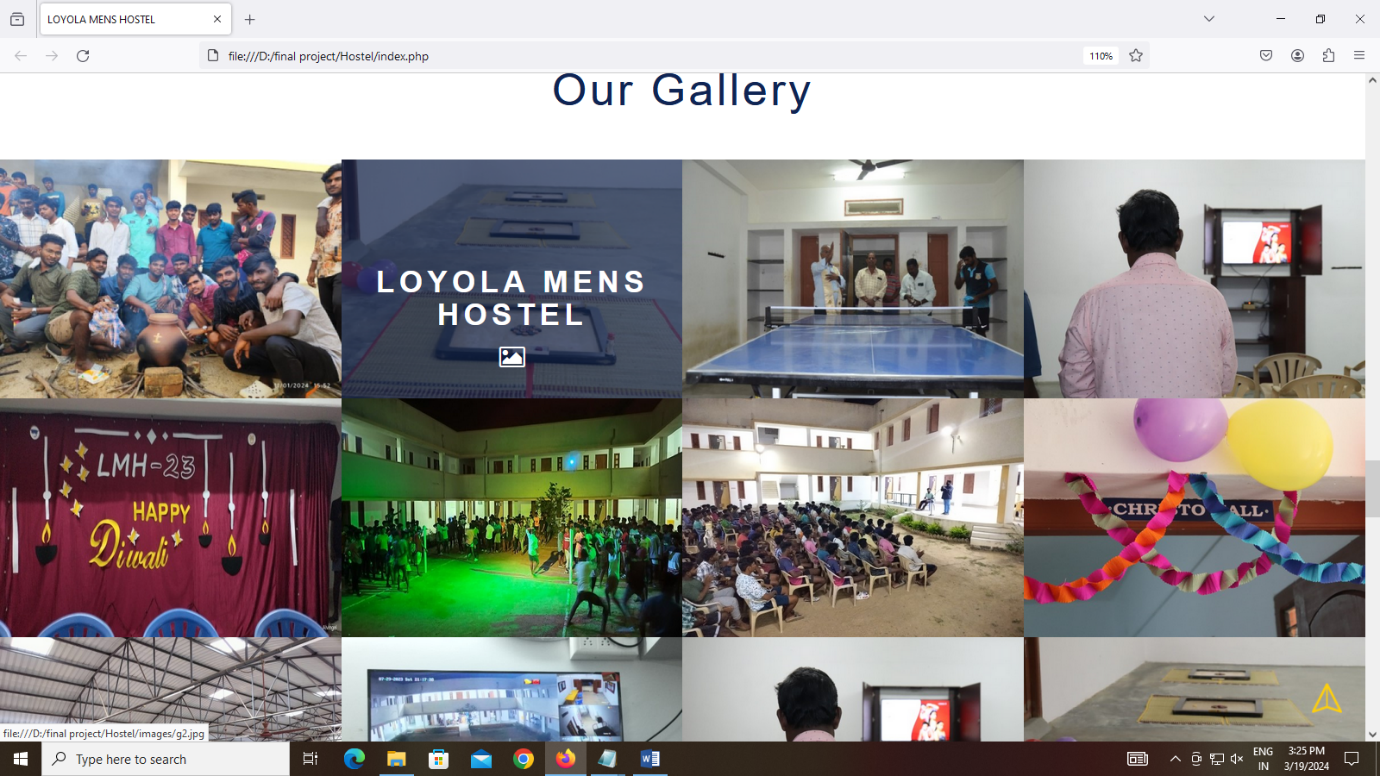 LOYOLA MENS HOSTEL
file:///D:/final project/Hostel/index.php
110%
Our Gallery
LOYOLA MENS
HOSTEL
LMH-23
HAPPY
Diwali
CHRISTO HALL
file:///D:/final project/Hostel/images/g2.jpg
Type here to search
ENG
IN
3:25 PM
3/19/2024